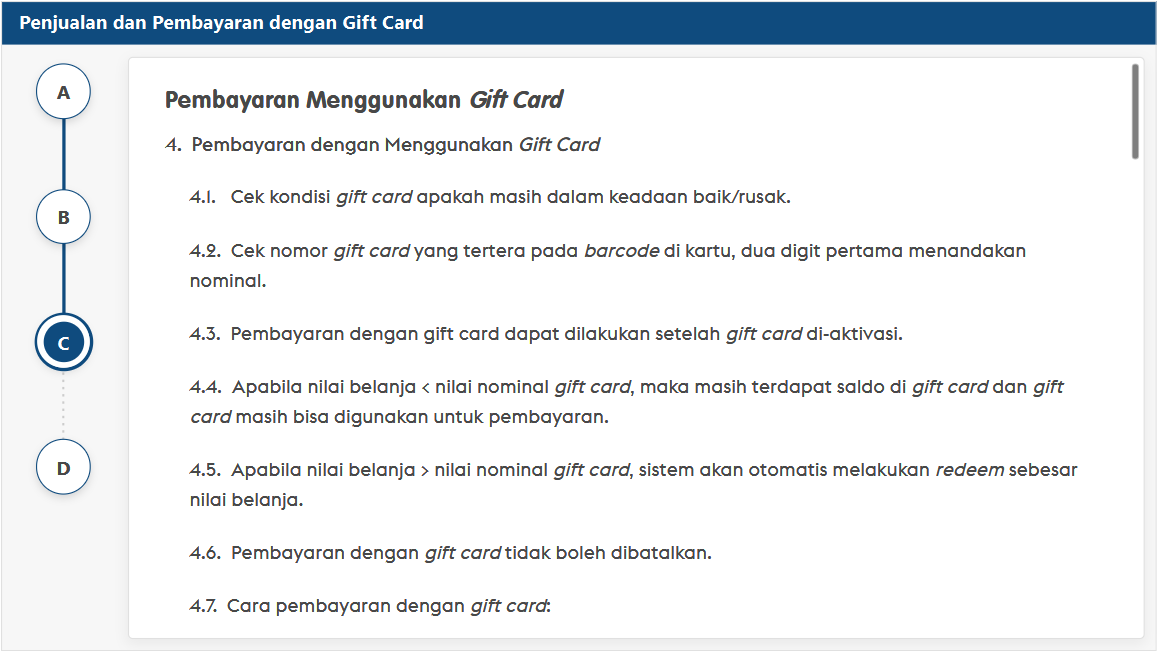 Penjualan dan Pembayaran dengan Gift Card
A
B
C
D
Pembayaran Menggunakan Gift Card
4. Pembayaran dengan Menggunakan Gift Card
4.1. Cek kondisi gift card apakah masih dalam keadaan baik/rusak.
4.2. Cek nomor gift card yang tertera pada barcode di kartu, dua digit pertama menandakan
nominal.
4.3. Pembayaran dengan gift card dapat dilakukan setelah gift card di-aktivasi.
4.4. Apabila nilai belanja < nilai nominal gift card, maka masih terdapat saldo di gift card dan gift
card masih bisa digunakan untuk pembayaran.
4.5. Apabila nilai belanja > nilai nominal gift card, sistem akan otomatis melakukan redeem sebesar
nilai belanja.
4.6. Pembayaran dengan gift card tidak boleh dibatalkan.
4.7. Cara pembayaran dengan gift card: